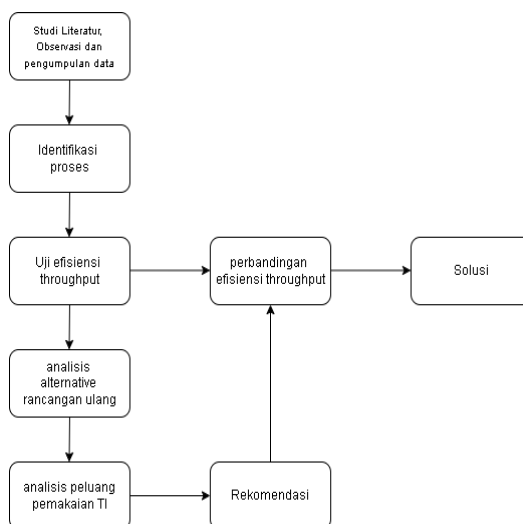 Studi Literatur,
Observasi dan
pengumpulan data
Identifikasi
proses
Uji efisiensi
throughput
perbandingan
efisiensi throughput
Solusi
analisis
alternative
rancangan ulang
analisis peluang
pemakaian TI
Rekomendasi